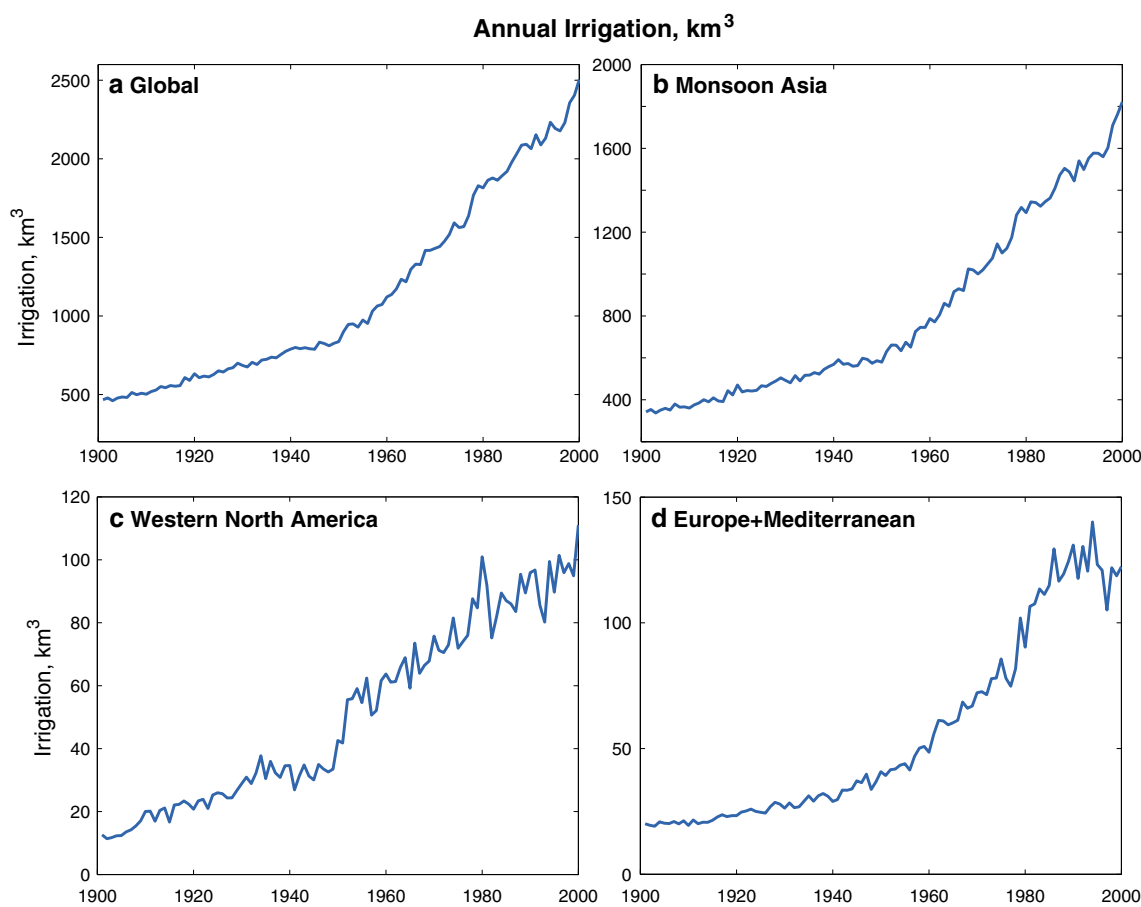 Annual Irrigation, km³
a Global
Irrigation, km³
2500
2000
1500
1000
500
1900 1920 1940 1960 1980 2000
b Monsoon Asia
2000
1600
1200
800
400
1900 1920 1940 1960 1980 2000
c Western North America
Irrigation, km³
120
100
80
60
40
20
0
1900 1920 1940 1960 1980 2000
d Europe+Mediterranean
150
100
50
0
1900 1920 1940 1960 1980 2000